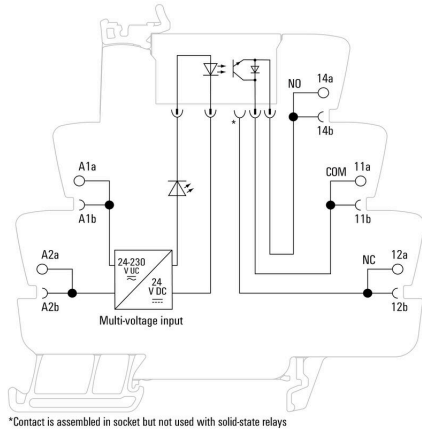 NO
14a
14b
*
A1a
COM
11a
A1b
11b
A2a
24-230
V UC
24
V DC
NC
12a
A2b
12b
Multi-voltage input
*Contact is assembled in socket but not used with solid-state relays